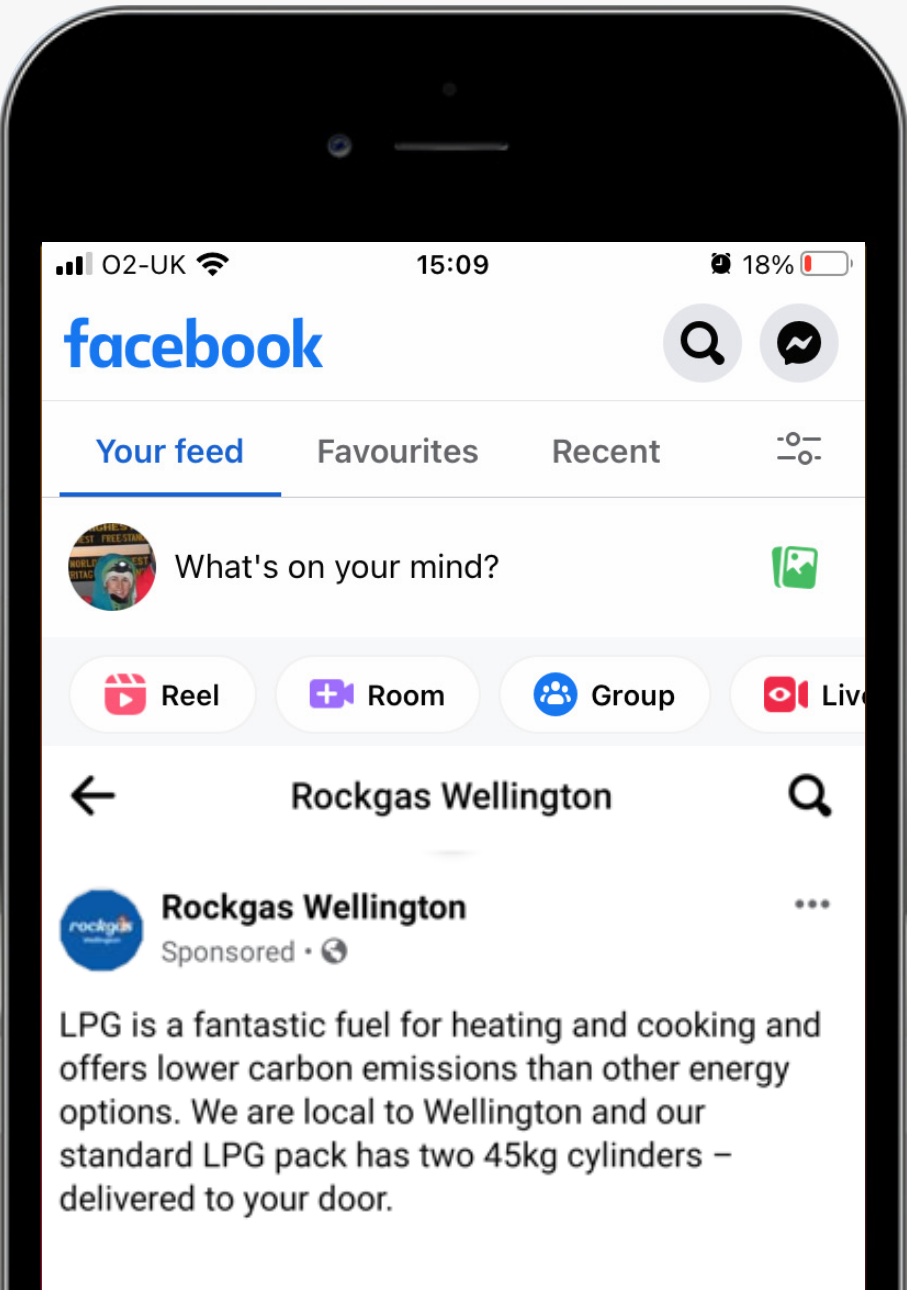 O2-UK 15:09 18%
facebook
Your feed Favourites Recent
What's on your mind?
Reel Room Group Liv
Rockgas Wellington
rockgas
Wellington
Rockgas Wellington
Sponsored •
LPG is a fantastic fuel for heating and cooking and
offers lower carbon emissions than other energy
options. We are local to Wellington and our
standard LPG pack has two 45kg cylinders –
delivered to your door.